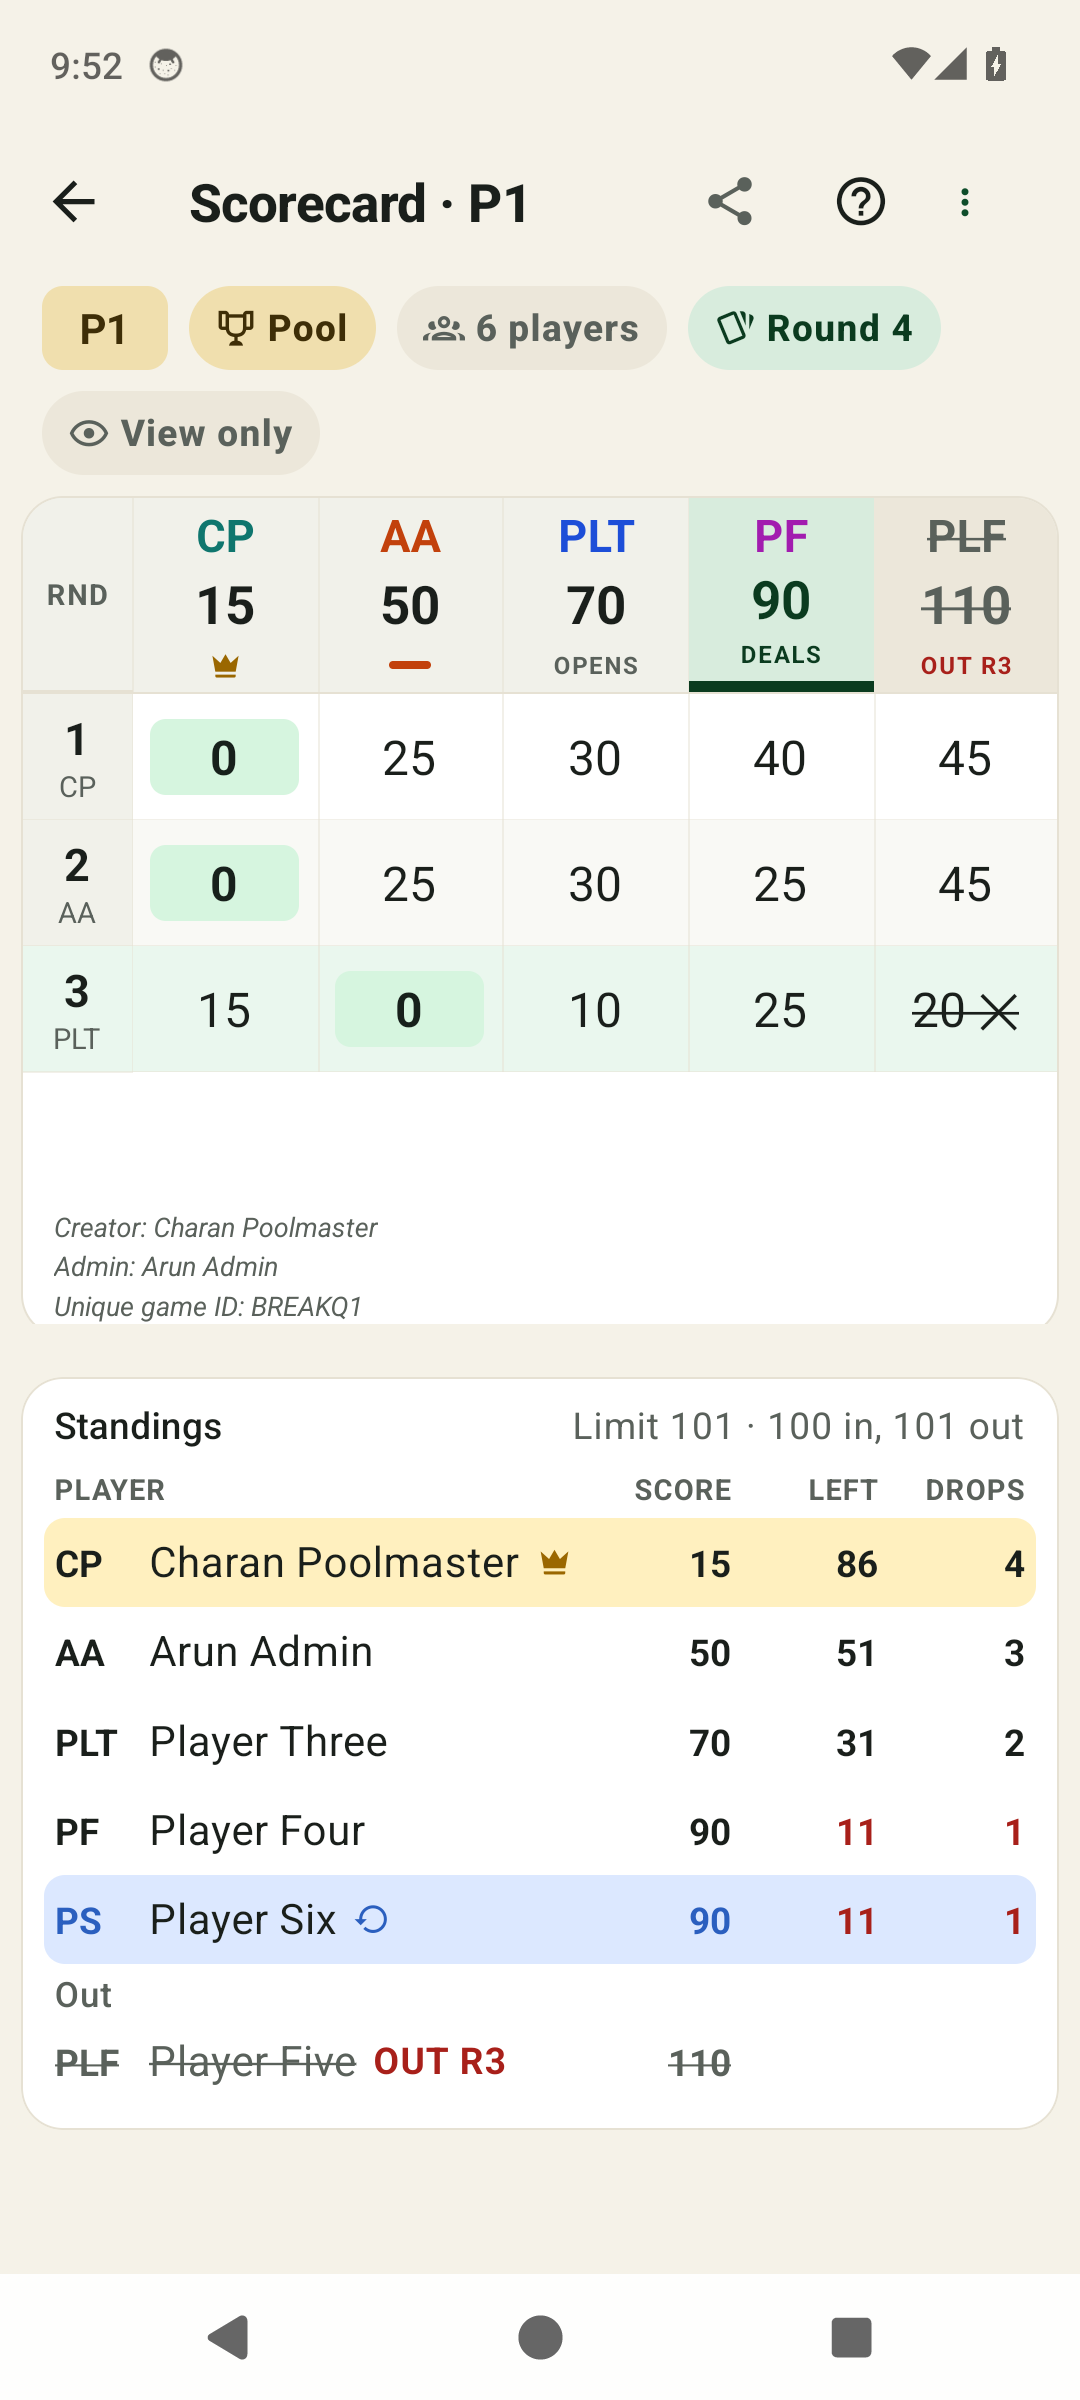 9:52
Scorecard · P1
P1 Pool 6 players Round 4
View only
RND CP AA PLT PF PLF
15 50 70 90 110
OPENS DEALS OUT R3
1 CP 0 25 30 40 45
2 AA 0 25 30 25 45
3 PLT 15 0 10 25 20
Creator: Charan Poolmaster
Admin: Arun Admin
Unique game ID: BREAKQ1
Standings Limit 101 · 100 in, 101 out
PLAYER SCORE LEFT DROPS
CP Charan Poolmaster 15 86 4
AA Arun Admin 50 51 3
PLT Player Three 70 31 2
PF Player Four 90 11 1
PS Player Six 90 11 1
Out
PLF Player Five OUT R3 110